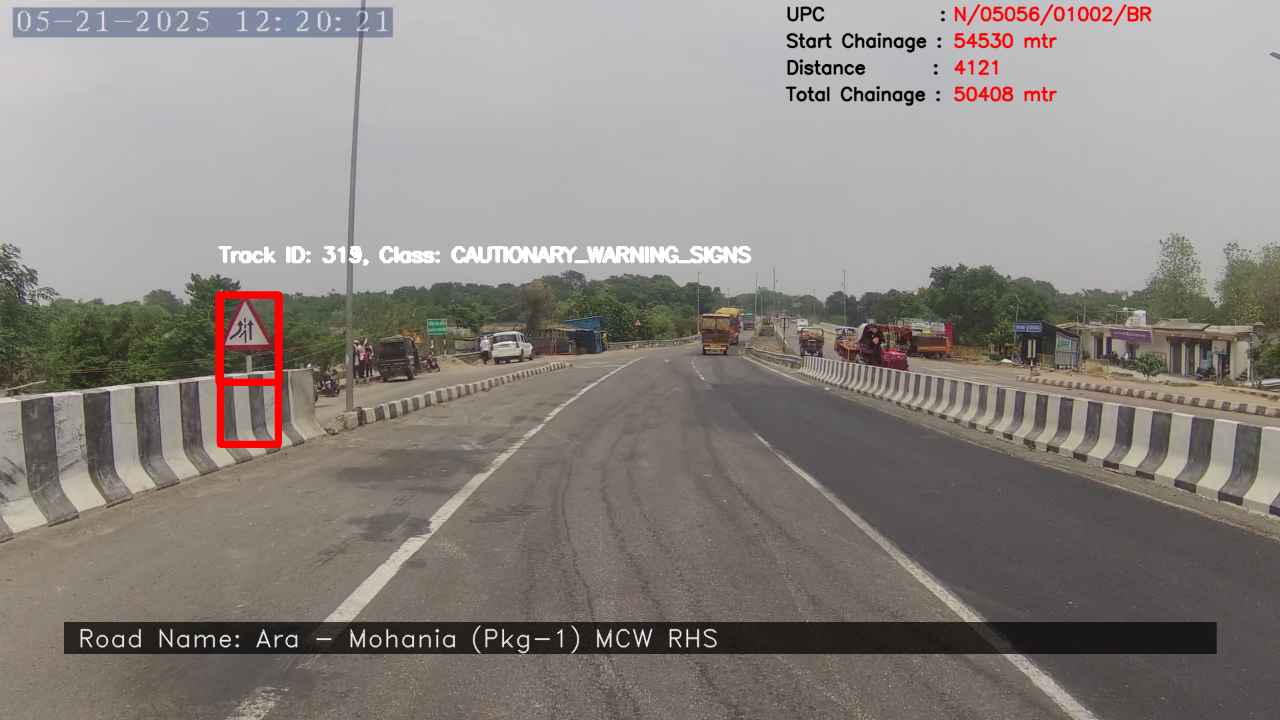 05-21-2025 12:20:21
UPC : N/05056/01002/BR
Start Chainage : 54530 mtr
Distance : 4121
Total Chainage : 50408 mtr
Track ID: 319, Class: CAUTIONARY_WARNING_SIGNS
Road Name: Ara - Mohania (Pkg-1) MCW RHS